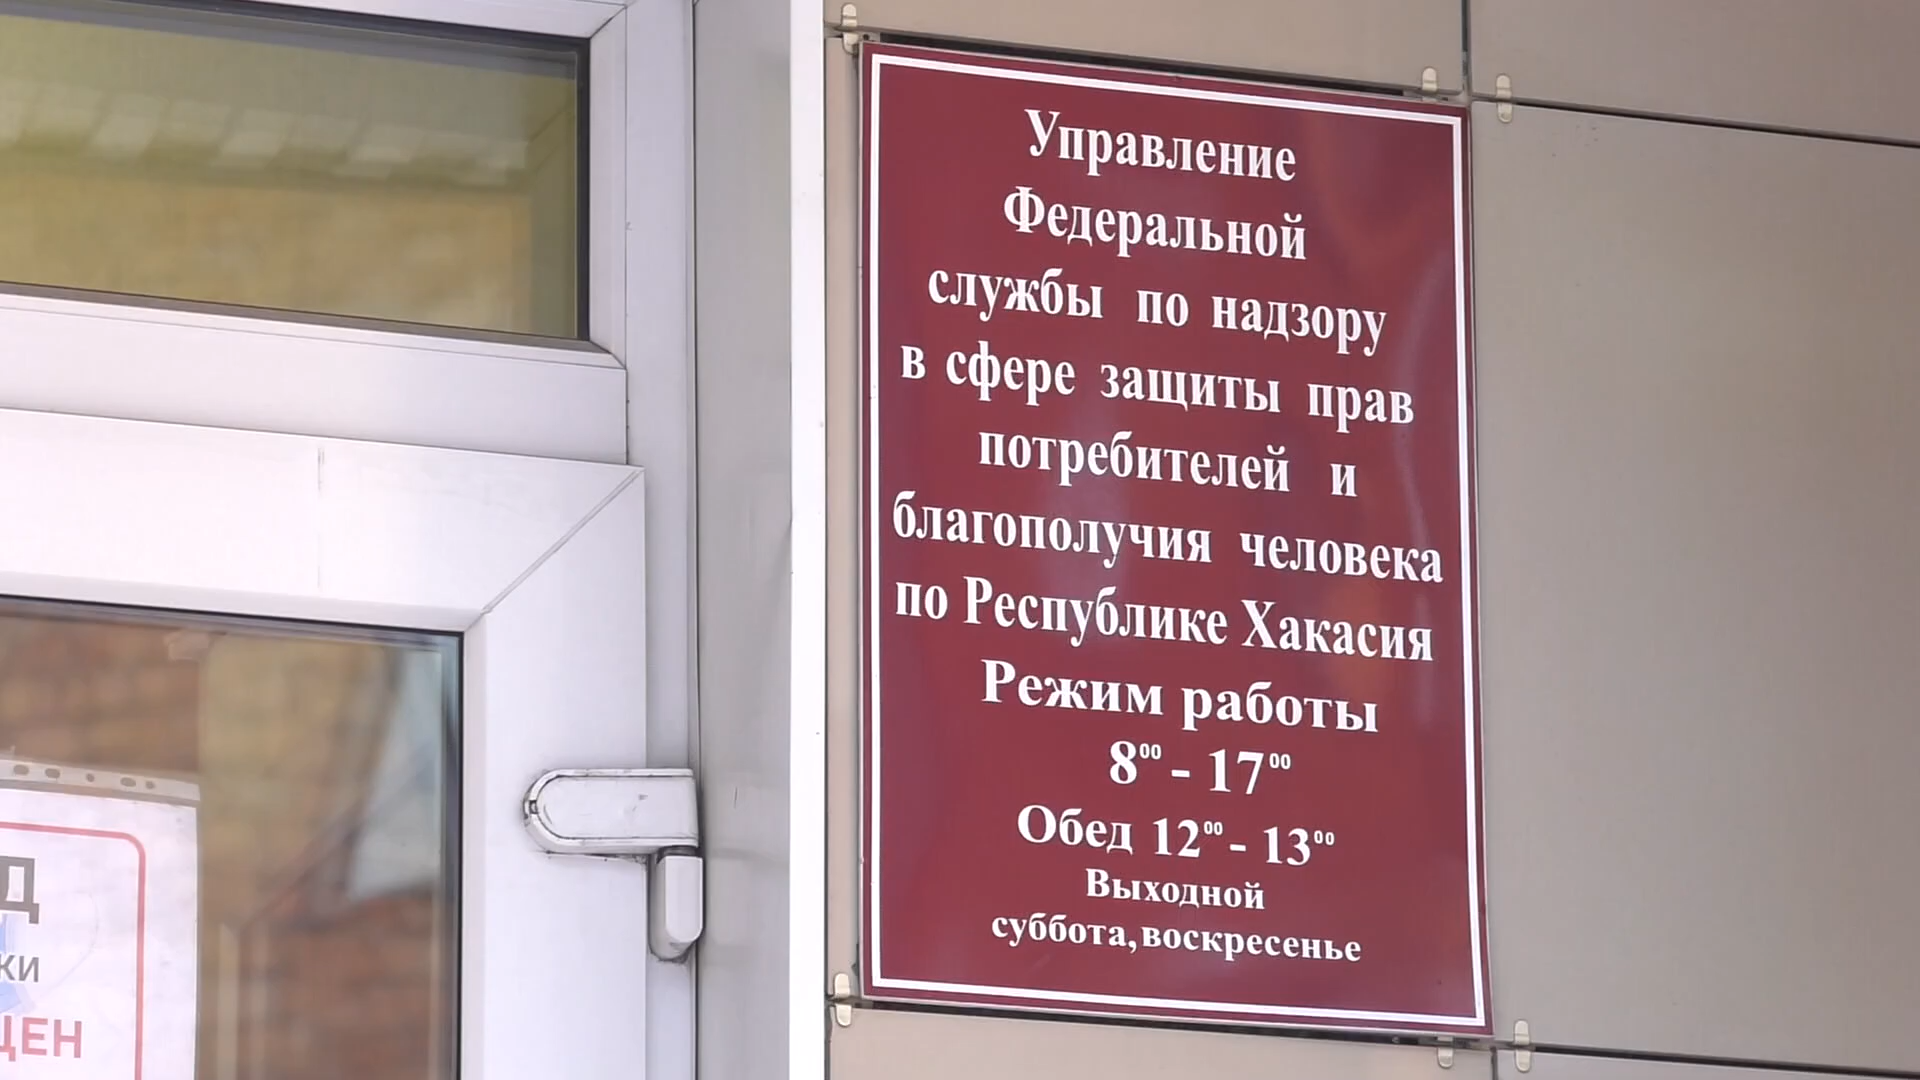 Управление
Федеральной
службы по надзору
в сфере защиты прав
потребителей и
благополучия человека
по Республике Хакасия
Режим работы
8⁰⁰ - 17⁰⁰
Обед 12⁰⁰ - 13⁰⁰
Выходной
суббота, воскресенье